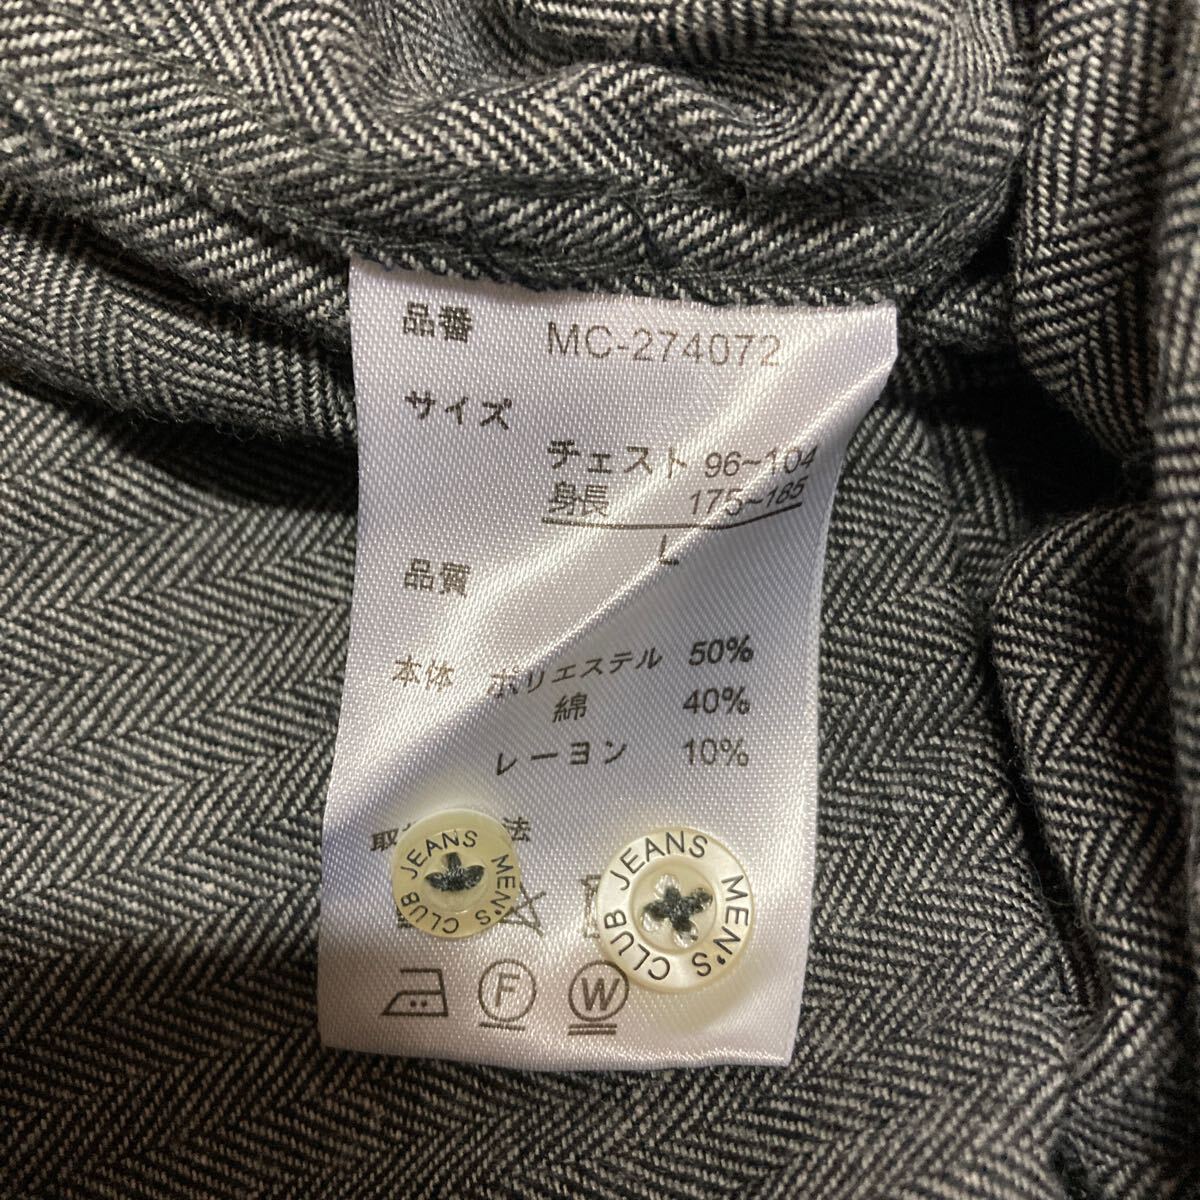 品番 MC-274072
サイズ
チェスト 96~104
身長 175~185
L
品質
本体 ポリエステル 50%
綿 40%
レーヨン 10%
取 法
JEANS MEN'S CLUB
JEANS MEN'S CLUB
F W